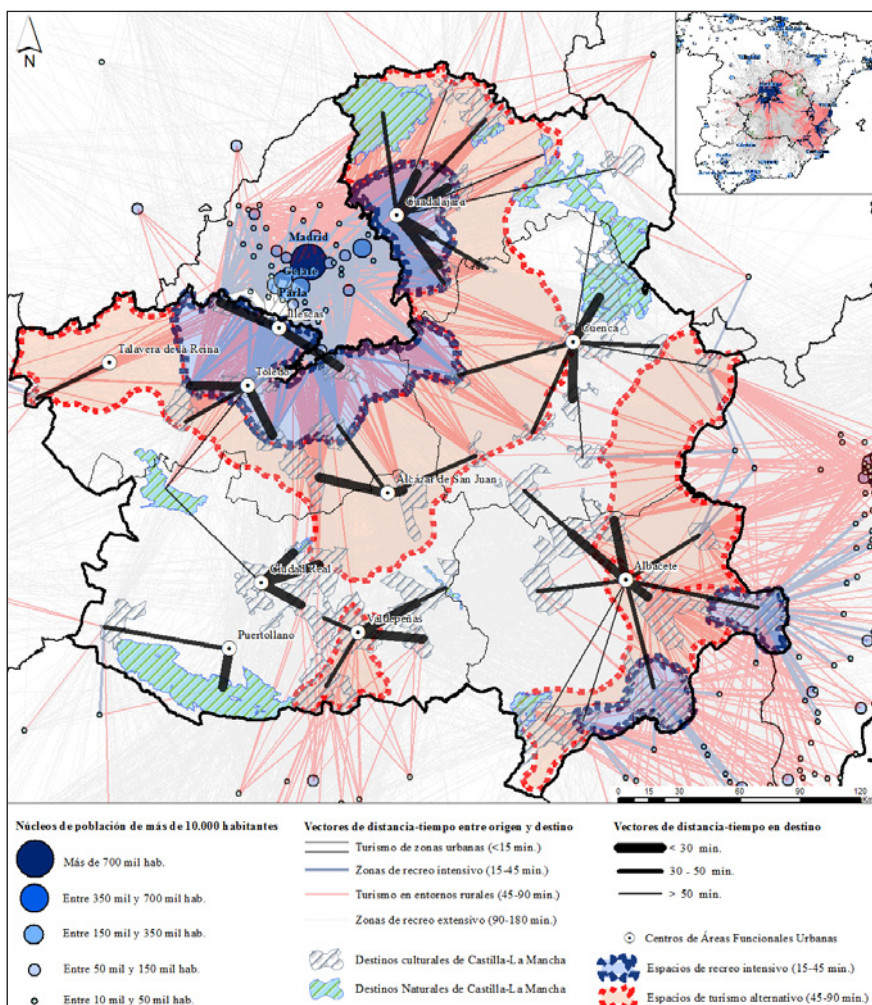 N
Guadalajara
Madrid
Getafe
Parla
Illescas
Talavera de la Reina
Toledo
Cuenca
Alcázar de San Juan
Ciudad Real
Albacete
Valdepeñas
Puertollano
0 15 30 60 90 120
Km
Núcleos de población de más de 10.000 habitantes
Más de 700 mil hab.
Entre 350 mil y 700 mil hab.
Entre 150 mil y 350 mil hab.
Entre 50 mil y 150 mil hab.
Entre 10 mil y 50 mil hab.
Vectores de distancia-tiempo entre origen y destino
Turismo de zonas urbanas (<15 min.)
Zonas de recreo intensivo (15-45 min.)
Turismo en entornos rurales (45-90 min.)
Zonas de recreo extensivo (90-180 min.)
Destinos culturales de Castilla-La Mancha
Destinos Naturales de Castilla-La Mancha
Vectores de distancia-tiempo en destino
< 30 min.
30 - 50 min.
> 50 min.
Centros de Áreas Funcionales Urbanas
Espacios de recreo intensivo (15-45 min.)
Espacios de turismo alternativo (45-90 min.)